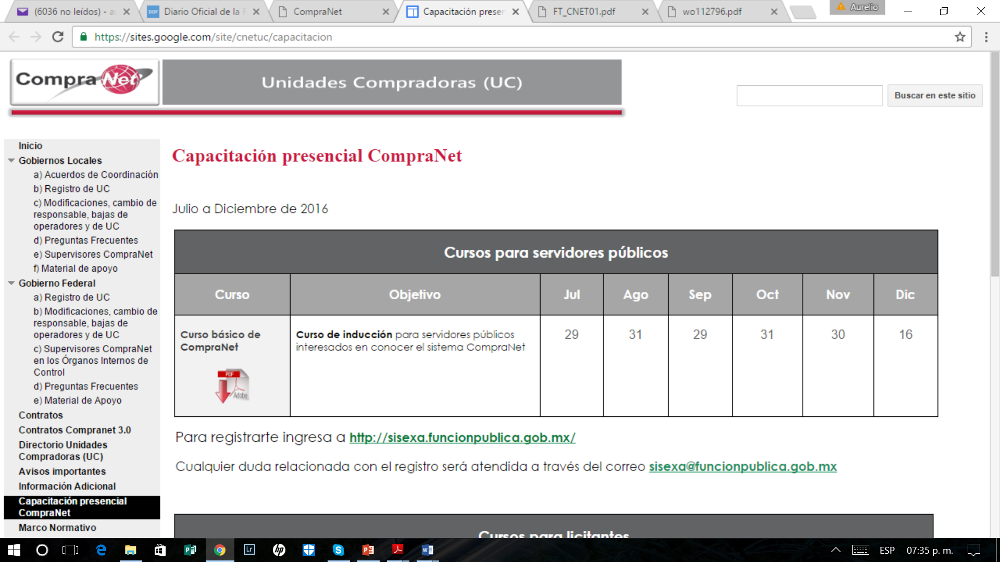 (6036 no leídos) - a
Diario Oficial de la F
CompraNet
Capacitación presen
FT_CNET01.pdf
wo112796.pdf
Aurelio
https://sites.google.com/site/cnetuc/capacitacion
CompraNet
Unidades Compradoras (UC)
Buscar en este sitio
Inicio
Gobiernos Locales
a) Acuerdos de Coordinación
b) Registro de UC
c) Modificaciones, cambio de
responsable, bajas de
operadores y de UC
d) Preguntas Frecuentes
e) Supervisores CompraNet
f) Material de apoyo
Gobierno Federal
a) Registro de UC
b) Modificaciones, cambio de
responsable, bajas de
operadores y de UC
c) Supervisores CompraNet
en los Órganos Internos de
Control
d) Preguntas Frecuentes
e) Material de Apoyo
Contratos
Contratos Compranet 3.0
Directorio Unidades
Compradoras (UC)
Avisos importantes
Información Adicional
Capacitación presencial
CompraNet
Marco Normativo
Capacitación presencial CompraNet
Julio a Diciembre de 2016
Cursos para servidores públicos
Curso Objetivo Jul Ago Sep Oct Nov Dic
Curso básico de
CompraNet
PDF
Adobe
Curso de inducción para servidores públicos
interesados en conocer el sistema CompraNet
29 31 29 31 30 16
Para registrarte ingresa a http://sisexa.funcionpublica.gob.mx/
Cualquier duda relacionada con el registro será atendida a través del correo sisexa@funcionpublica.gob.mx
Cursos para licitantes
ESP 07:35 p. m.